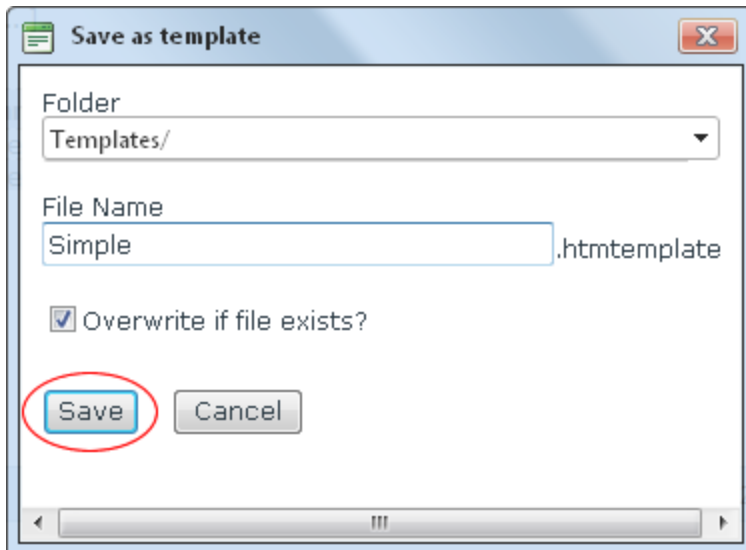 Save as template
Folder
Templates/
File Name
Simple
.htmtemplate
Overwrite if file exists?
Save Cancel